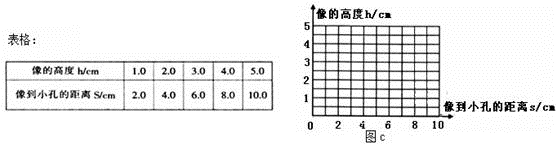 表格：
像的高度 h/cm 1.0 2.0 3.0 4.0 5.0
像到小孔的距离 S/cm 2.0 4.0 6.0 8.0 10.0
像的高度h/cm
5
4
3
2
1
0 2 4 6 8 10
像到小孔的距离s/cm
图c